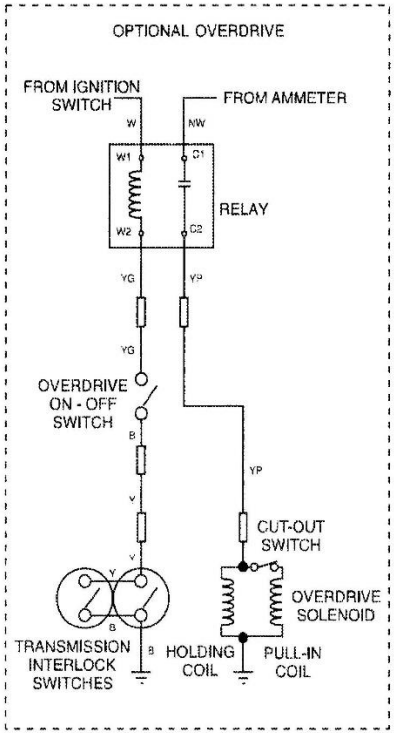 OPTIONAL OVERDRIVE
FROM IGNITION
SWITCH
FROM AMMETER
W
NW
W1
C1
RELAY
W2
C2
YG
YP
YG
OVERDRIVE
ON - OFF
SWITCH
B
YP
Y
CUT-OUT
SWITCH
Y
Y
OVERDRIVE
SOLENOID
B
TRANSMISSION
INTERLOCK
SWITCHES
B
HOLDING
COIL
PULL-IN
COIL